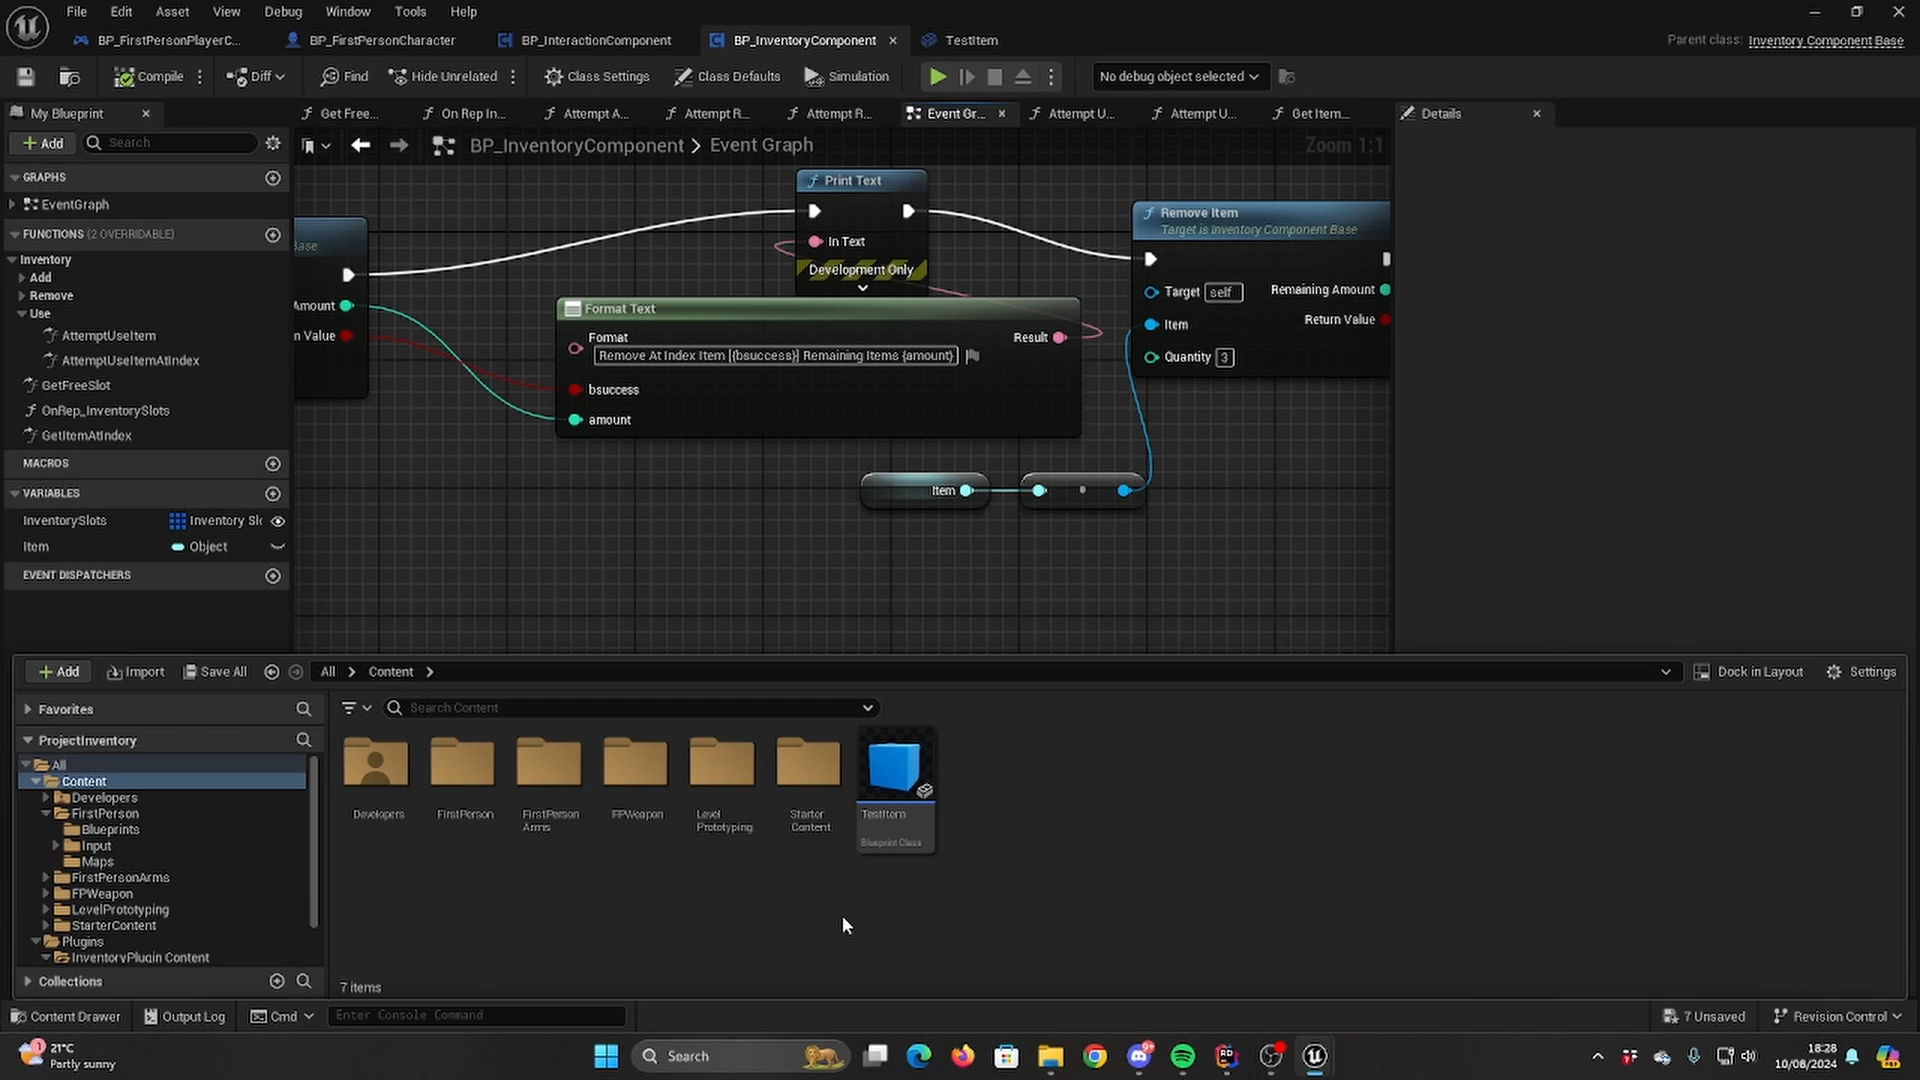 File Edit Asset View Debug Window Tools Help
BP_FirstPersonPlayerC... BP_FirstPersonCharacter BP_InteractionComponent BP_InventoryComponent TestItem
Parent class: Inventory Component Base
Compile Diff Find Hide Unrelated Class Settings Class Defaults Simulation No debug object selected
My Blueprint Get Free... On Rep In... Attempt A... Attempt R... Attempt R... Event Gr... Attempt U... Attempt U... Get Item... Details
Add Search
BP_InventoryComponent > Event Graph
Zoom 1:1
GRAPHS
EventGraph
FUNCTIONS (2 OVERRIDABLE)
Inventory
Add
Remove
Use
AttemptUseItem
AttemptUseItemAtIndex
GetFreeSlot
OnRep_InventorySlots
GetItemAtIndex
MACROS
VARIABLES
InventorySlots Inventory Slo
Item Object
EVENT DISPATCHERS
Base
Amount
n Value
Print Text
In Text
Development Only
Format Text
Format
Remove At Index Item [{bsuccess}] Remaining Items {amount}
Result
bsuccess
amount
Remove Item
Target is Inventory Component Base
Target self
Remaining Amount
Item
Return Value
Quantity 3
Item
Add Import Save All All > Content > Dock in Layout Settings
Favorites
Search Content
ProjectInventory
All
Content
Developers
FirstPerson
Blueprints
Input
Maps
FirstPersonArms
FPWeapon
LevelPrototyping
StarterContent
Plugins
InventoryPlugin Content
Collections
Developers
FirstPerson
FirstPerson
Arms
FPWeapon
Level
Prototyping
Starter
Content
TestItem
Blueprint Class
7 items
Content Drawer Output Log Cmd Enter Console Command 7 Unsaved Revision Control
1
21°C
Partly sunny
Search
18:28
10/08/2024